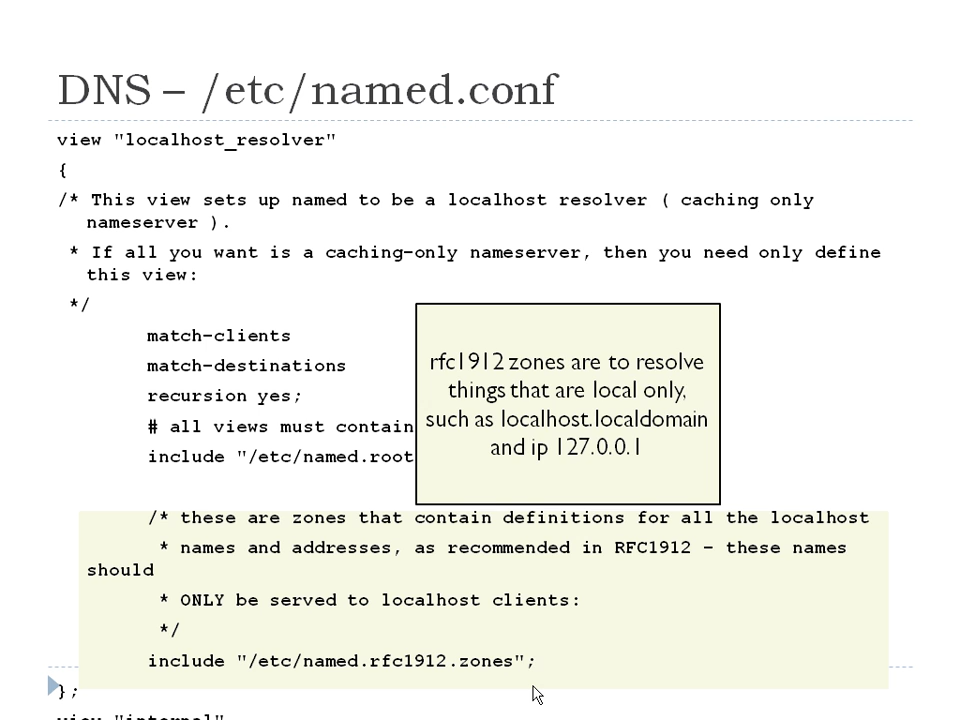 DNS – /etc/named.conf
view "localhost_resolver"
{
/* This view sets up named to be a localhost resolver ( caching only
nameserver ).
* If all you want is a caching-only nameserver, then you need only define
this view:
*/
match-clients
match-destinations
recursion yes;
# all views must contain
include "/etc/named.root
rfc1912 zones are to resolve
things that are local only,
such as localhost.localdomain
and ip 127.0.0.1
/* these are zones that contain definitions for all the localhost
* names and addresses, as recommended in RFC1912 - these names
should
* ONLY be served to localhost clients:
*/
include "/etc/named.rfc1912.zones";
};
view "internal"